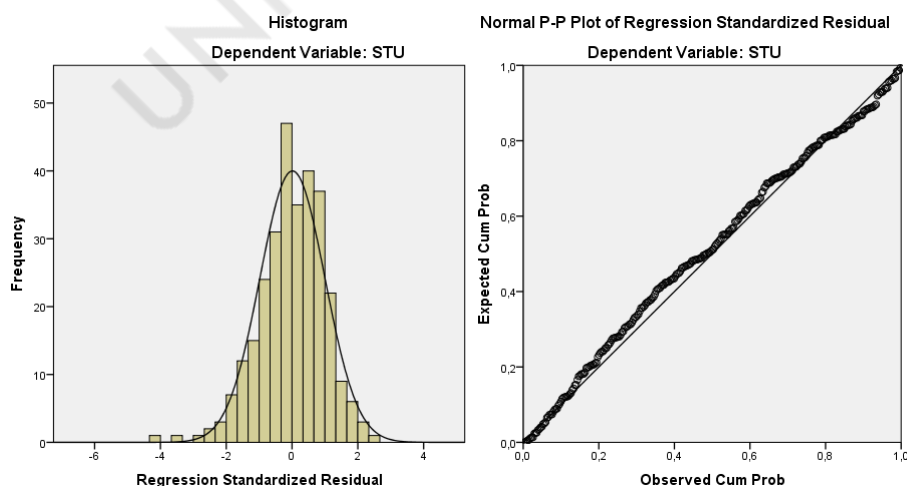 UNI
Histogram
Dependent Variable: STU
Frequency
50
40
30
20
10
0
-6 -4 -2 0 2 4
Regression Standardized Residual
Normal P-P Plot of Regression Standardized Residual
Dependent Variable: STU
Expected Cum Prob
1,0
0,8
0,6
0,4
0,2
0,0
0,0 0,2 0,4 0,6 0,8 1,0
Observed Cum Prob